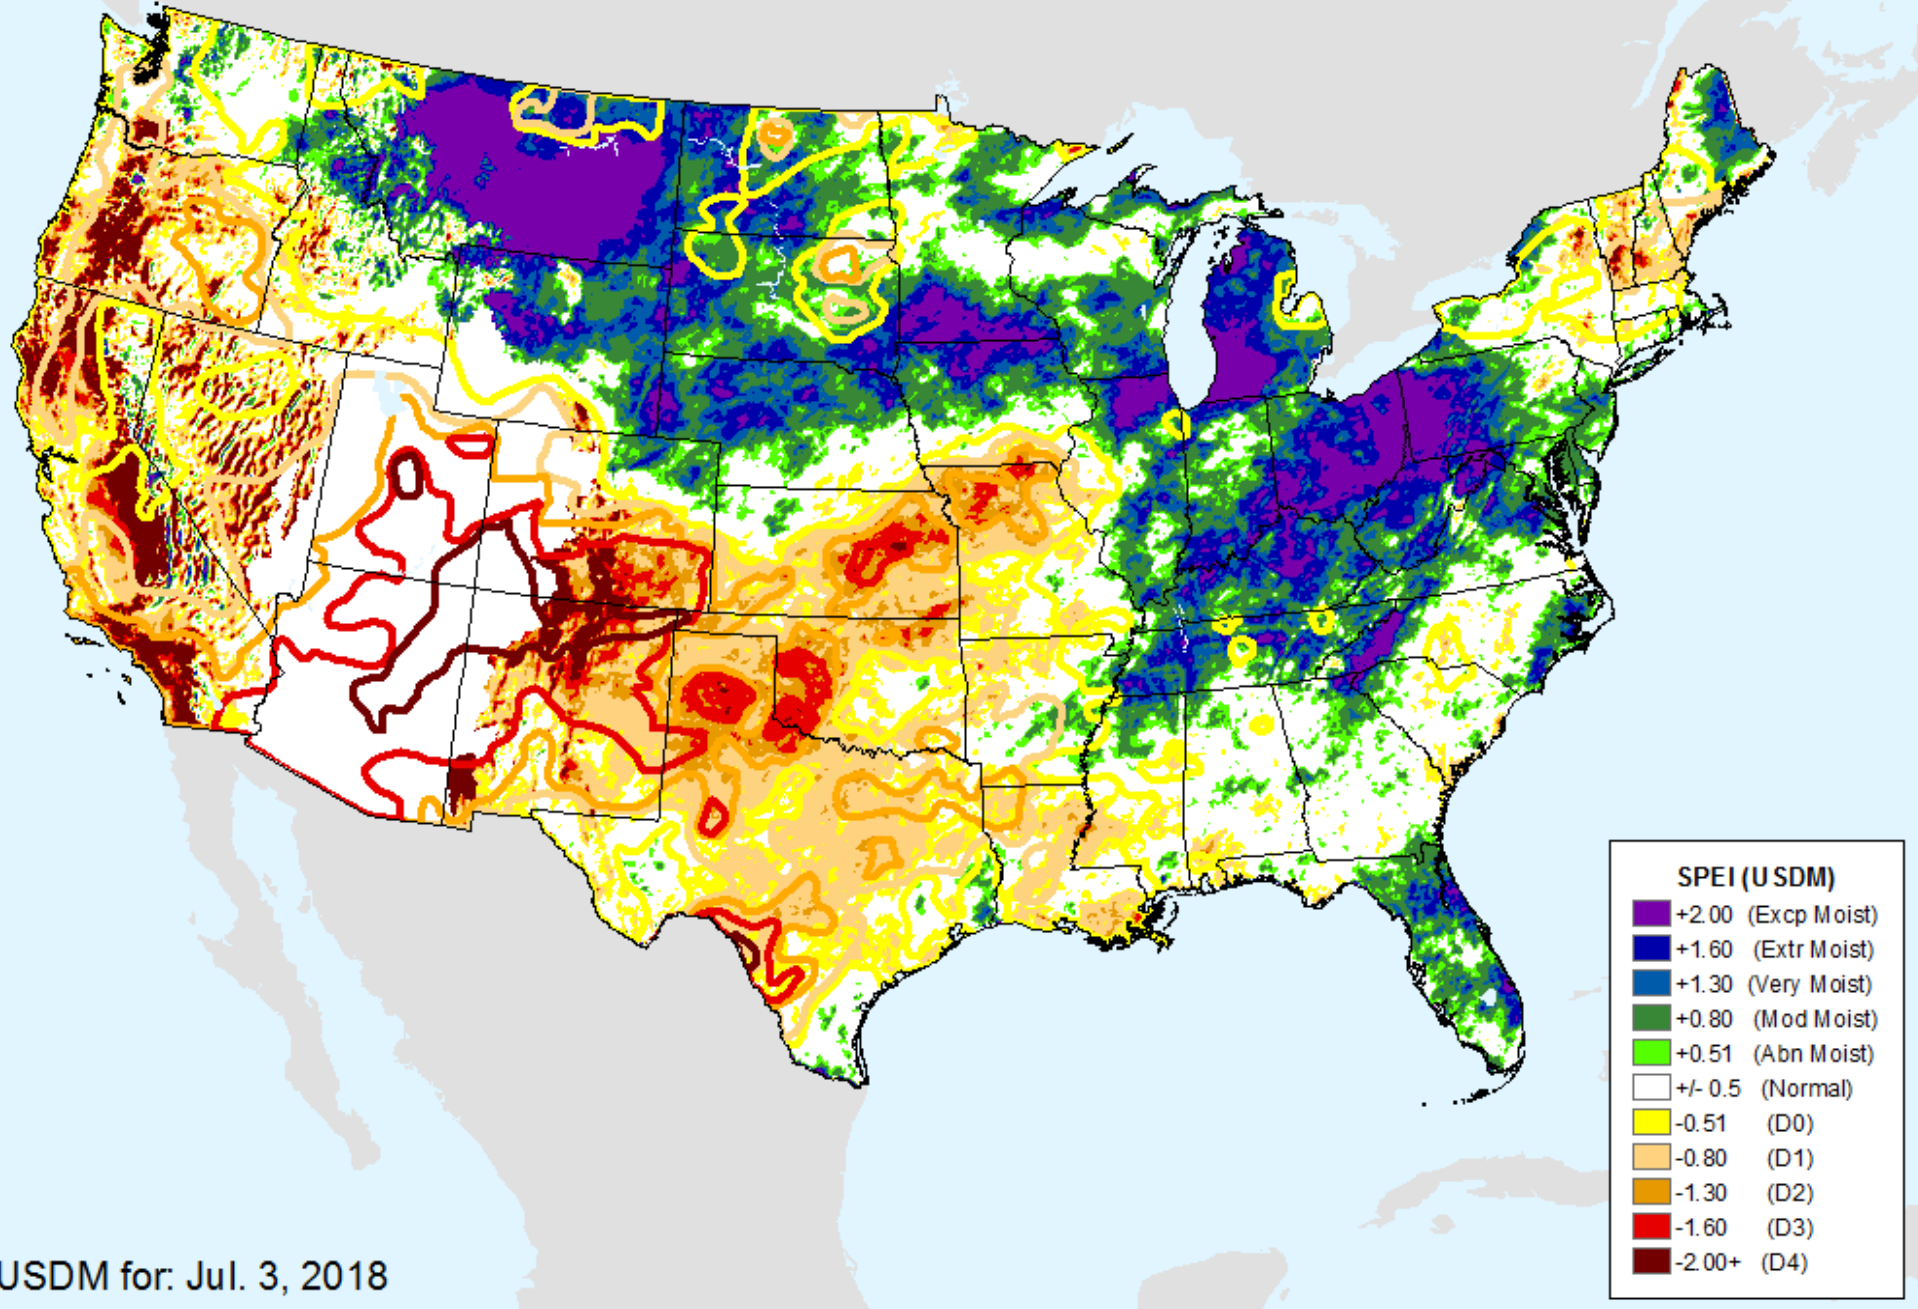 SPEI (USDM)
+2.00 (Excp Moist)
+1.60 (Extr Moist)
+1.30 (Very Moist)
+0.80 (Mod Moist)
+0.51 (Abn Moist)
+/- 0.5 (Normal)
-0.51 (D0)
-0.80 (D1)
-1.30 (D2)
-1.60 (D3)
-2.00+ (D4)
USDM for: Jul. 3, 2018